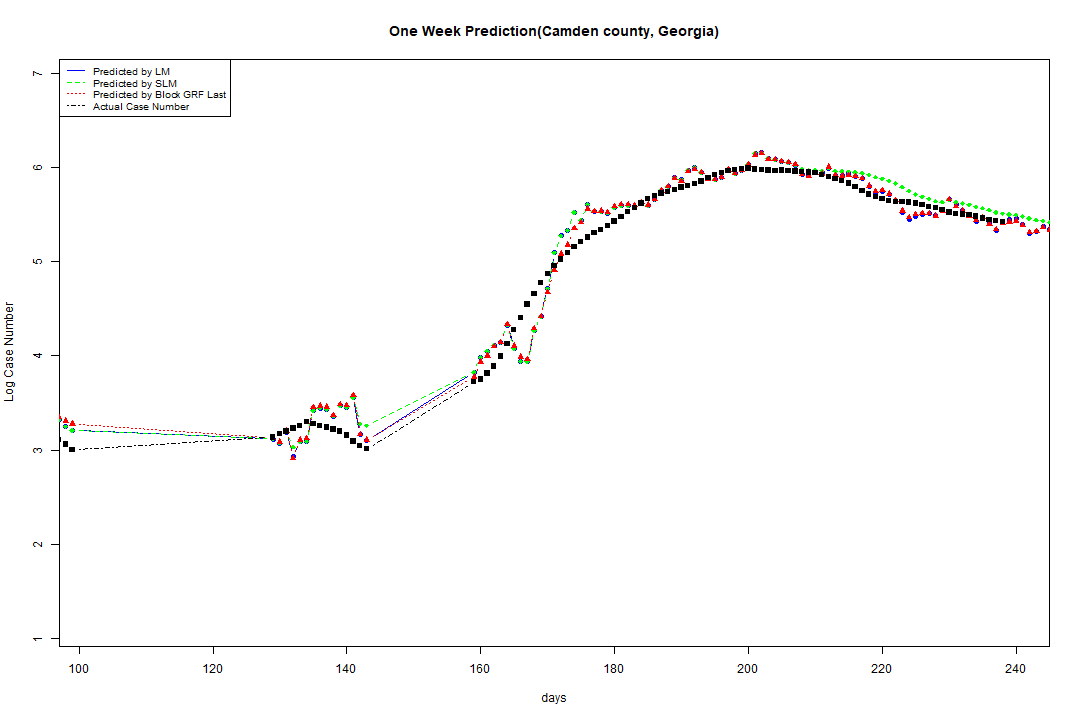 One Week Prediction(Camden county, Georgia)
Predicted by LM
Predicted by SLM
Predicted by Block GRF Last
Actual Case Number
7
6
5
4
3
2
1
Log Case Number
100 120 140 160 180 200 220 240
days